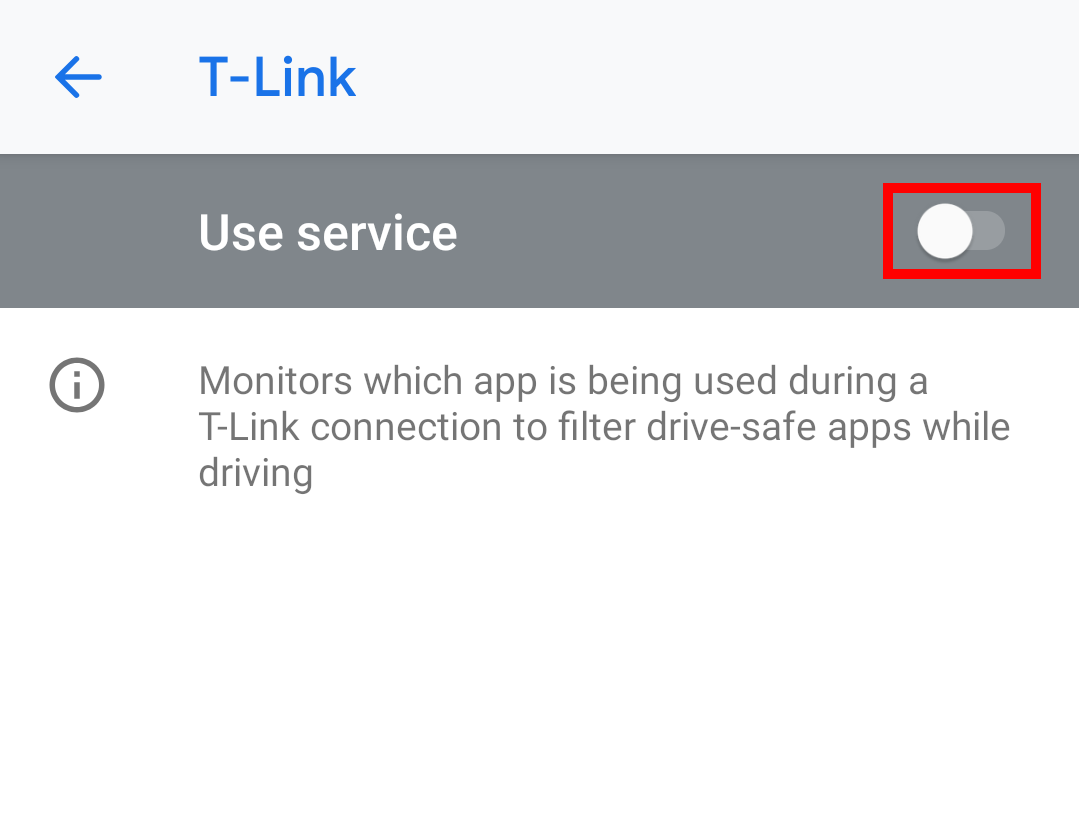 T-Link
Use service
Monitors which app is being used during a
T-Link connection to filter drive-safe apps while
driving